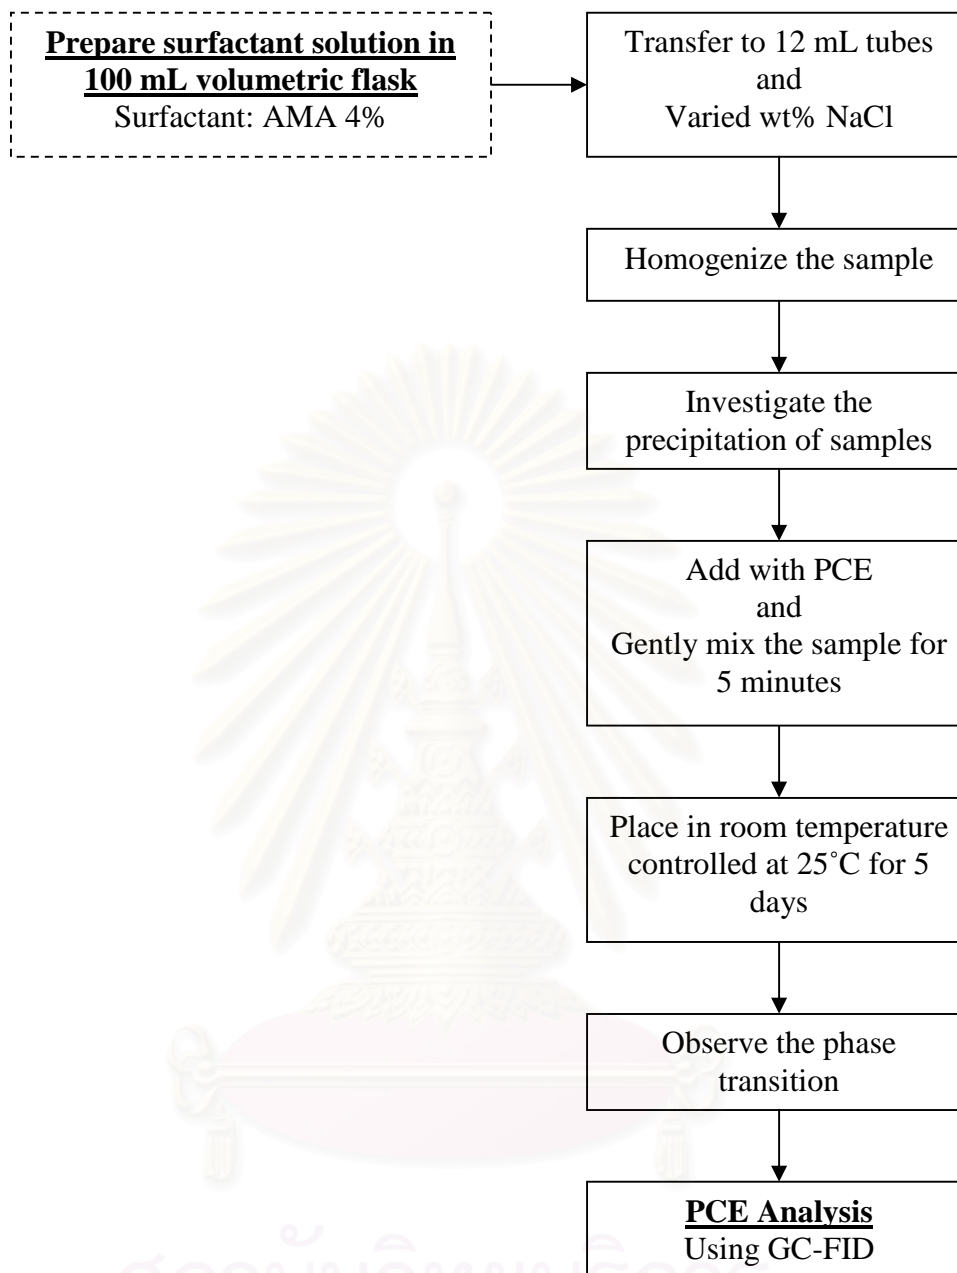 Prepare surfactant solution in
100 mL volumetric flask
Surfactant: AMA 4%
Transfer to 12 mL tubes
and
Varied wt% NaCl
Homogenize the sample
Investigate the
precipitation of samples
Add with PCE
and
Gently mix the sample for
5 minutes
Place in room temperature
controlled at 25˚C for 5
days
Observe the phase
transition
PCE Analysis
Using GC-FID